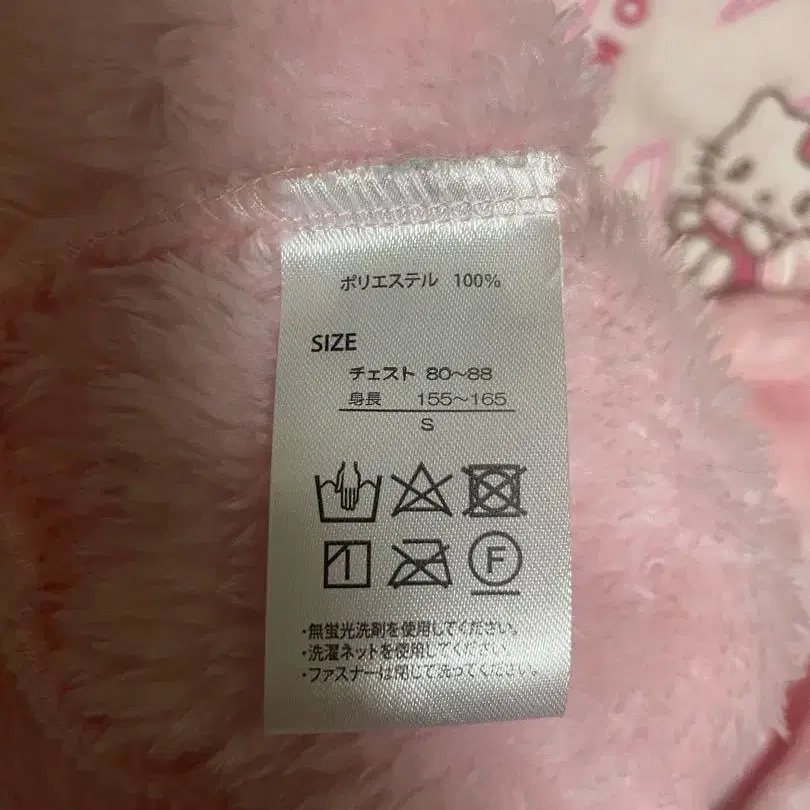 ポリエステル 100%
SIZE
チェスト 80～88
身長 155～165
S
F
・無蛍光洗剤を使用してください。
・洗濯ネットを使用してください。
・ファスナーは閉じて洗ってください。